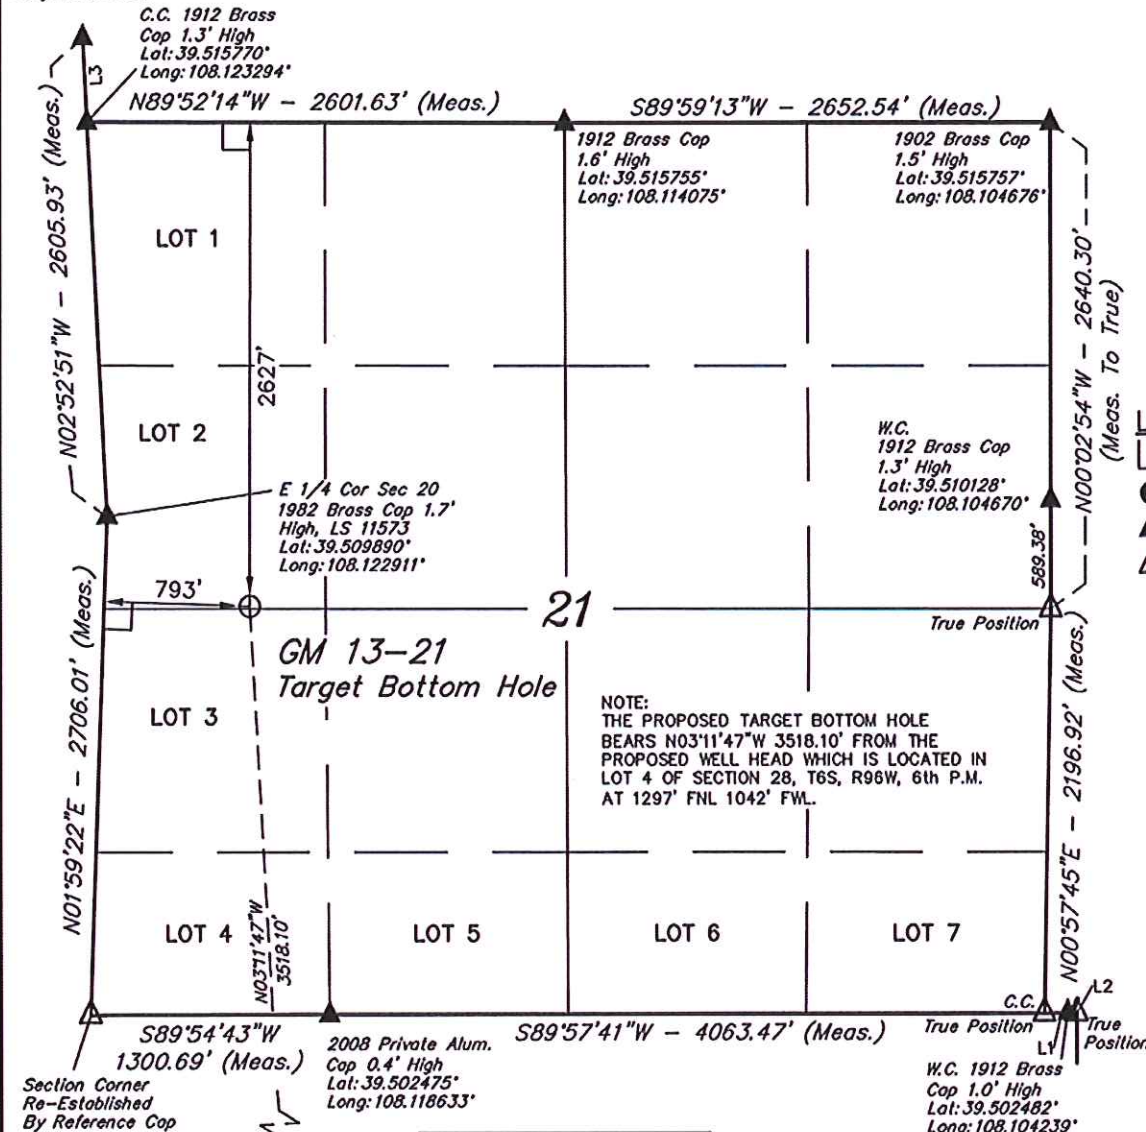 C.C. 1912 Brass
Cap 1.3' High
Lat: 39.515770°
Long: 108.123294°
L3
N89°52'14"W - 2601.63' (Meas.)
S89°59'13"W - 2652.54' (Meas.)
1912 Brass Cap
1.6' High
Lat: 39.515755°
Long: 108.114075°
1902 Brass Cap
1.5' High
Lat: 39.515757°
Long: 108.104676°
N02°52'51"W - 2605.93' (Meas.)
LOT 1
2627'
N00°02'54"W - 2640.30'
(Meas. To True)
LOT 2
W.C.
1912 Brass Cap
1.3' High
Lat: 39.510128°
Long: 108.104670°
E 1/4 Cor Sec 20
1982 Brass Cap 1.7'
High, LS 11573
Lat: 39.509890°
Long: 108.122911°
589.38'
793'
21
True Position
GM 13-21
Target Bottom Hole
N01°59'22"E - 2706.01' (Meas.)
LOT 3
NOTE:
THE PROPOSED TARGET BOTTOM HOLE
BEARS N03°11'47"W 3518.10' FROM THE
PROPOSED WELL HEAD WHICH IS LOCATED IN
LOT 4 OF SECTION 28, T6S, R96W, 6th P.M.
AT 1297' FNL 1042' FWL.
N00°57'45"E - 2196.92' (Meas.)
LOT 4
N03°11'47"W
3518.10'
LOT 5
LOT 6
LOT 7
L2
C.C.
True Position
L1
True
Position
S89°54'43"W
1300.69' (Meas.)
S89°57'41"W - 4063.47' (Meas.)
2008 Private Alum.
Cap 0.4' High
Lat: 39.502475°
Long: 108.118633°
Section Corner
Re-Established
By Reference Cap
W.C. 1912 Brass
Cap 1.0' High
Lat: 39.502482°
Long: 108.104239°